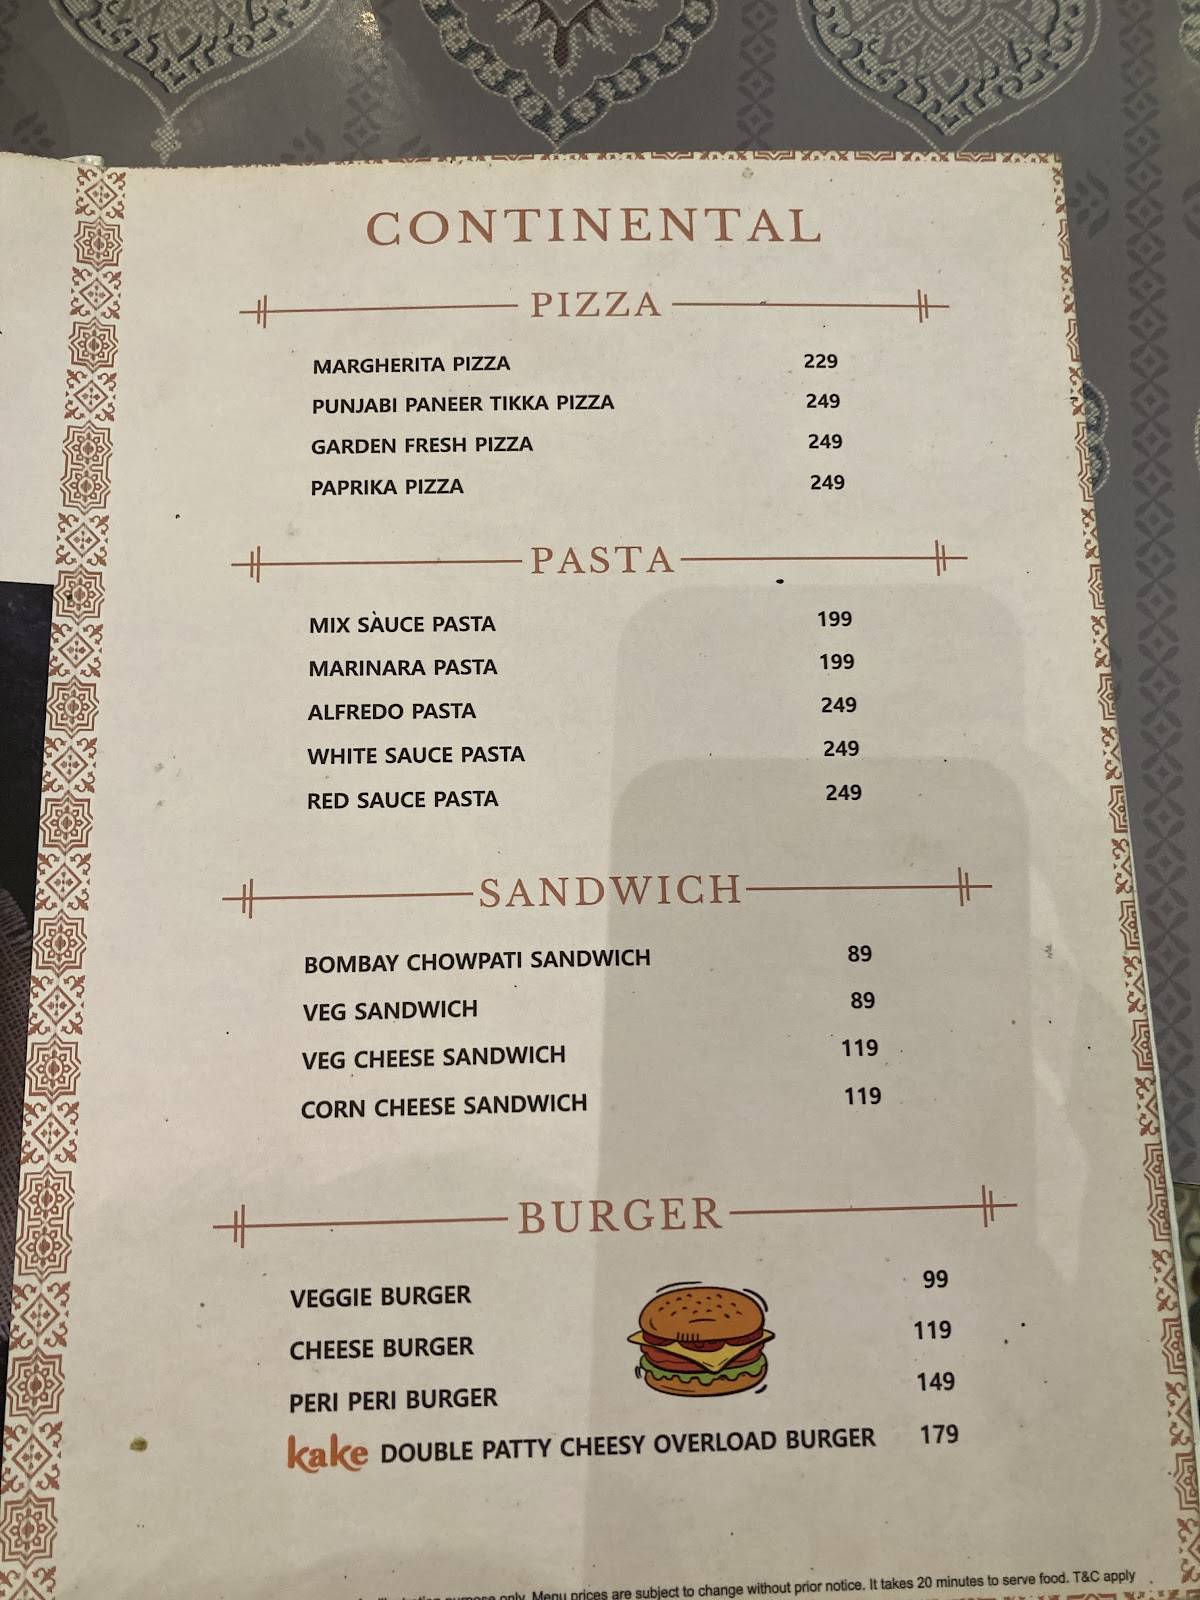 CONTINENTAL
PIZZA
MARGHERITA PIZZA 229
PUNJABI PANEER TIKKA PIZZA 249
GARDEN FRESH PIZZA 249
PAPRIKA PIZZA 249
PASTA
MIX SAUCE PASTA 199
MARINARA PASTA 199
ALFREDO PASTA 249
WHITE SAUCE PASTA 249
RED SAUCE PASTA 249
SANDWICH
BOMBAY CHOWPATI SANDWICH 89
VEG SANDWICH 89
VEG CHEESE SANDWICH 119
CORN CHEESE SANDWICH 119
BURGER
VEGGIE BURGER 99
CHEESE BURGER 119
PERI PERI BURGER 149
kake DOUBLE PATTY CHEESY OVERLOAD BURGER 179
only. Menu prices are subject to change without prior notice. It takes 20 minutes to serve food. T&C apply